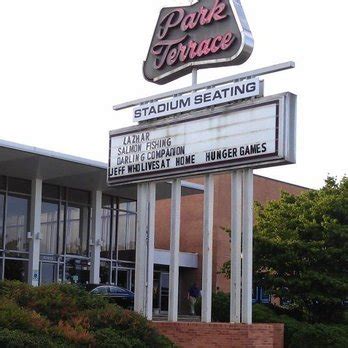 Park
Terrace
STADIUM SEATING
LAZHAR
SALMON FISHING
DARLING COMPANION
JEFF WHO LIVES AT HOME HUNGER GAMES